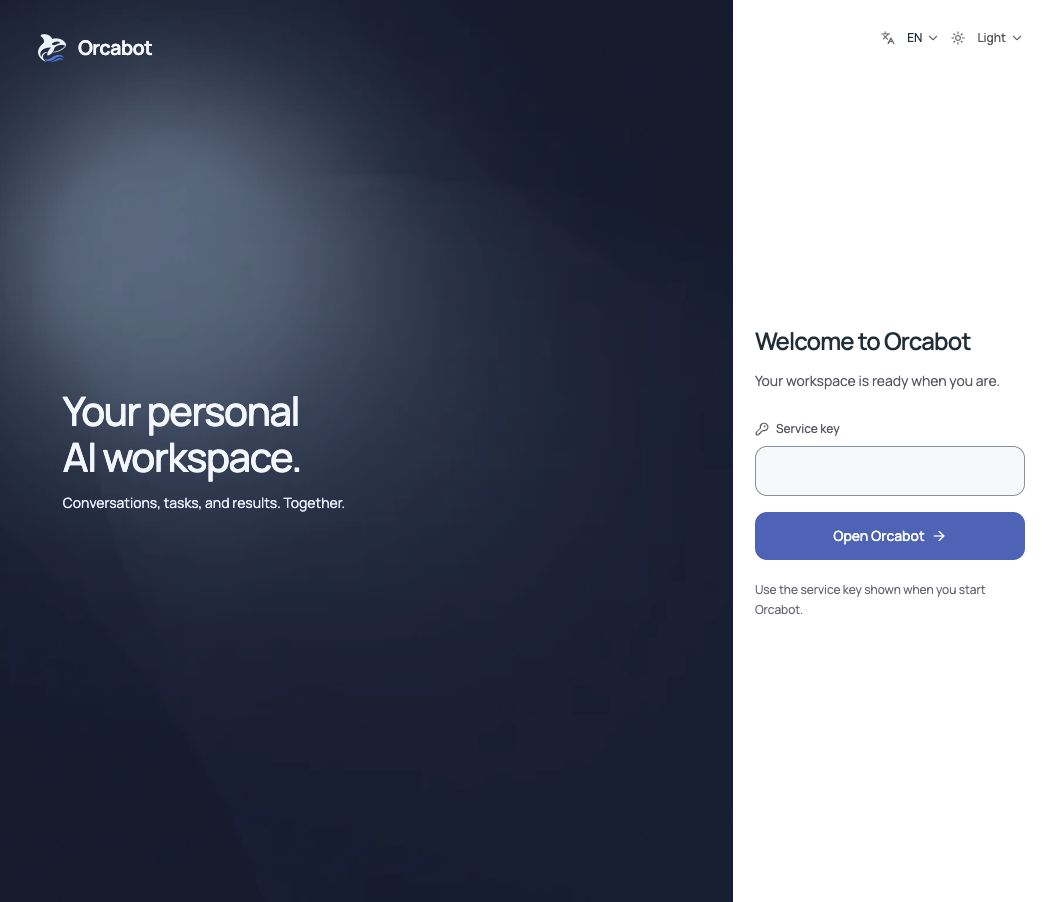 Orcabot
EN
Light
Your personal
AI workspace.
Conversations, tasks, and results. Together.
Welcome to Orcabot
Your workspace is ready when you are.
Service key
Open Orcabot →
Use the service key shown when you start
Orcabot.